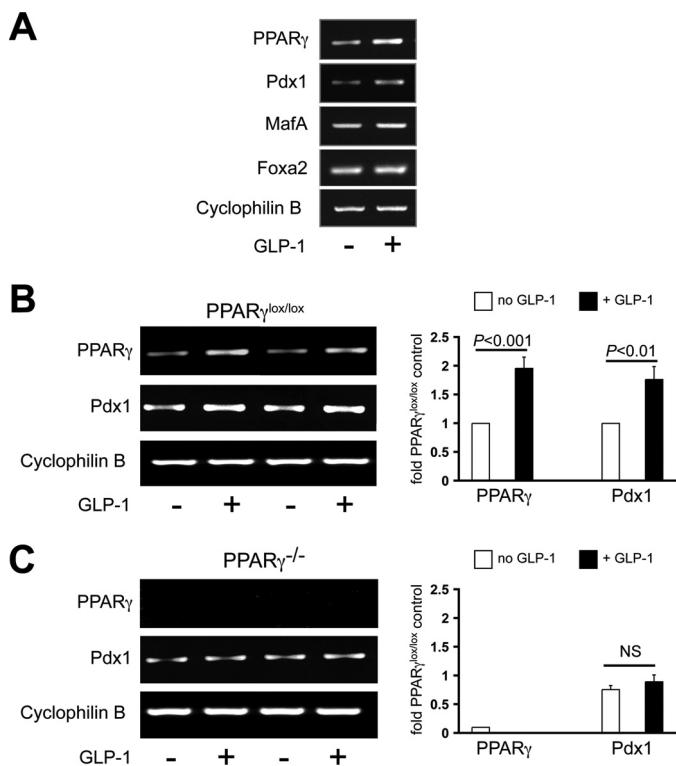 A
PPARγ
Pdx1
MafA
Foxa2
Cyclophilin B
GLP-1 - +
B
PPARγlox/lox
PPARγ
Pdx1
Cyclophilin B
GLP-1 - + - +
no GLP-1 + GLP-1
fold PPARγlox/lox control
2.5
2
1.5
1
0.5
0
P<0.001
P<0.01
PPARγ Pdx1
C
PPARγ-/-
PPARγ
Pdx1
Cyclophilin B
GLP-1 - + - +
no GLP-1 + GLP-1
fold PPARγlox/lox control
2.5
2
1.5
1
0.5
0
NS
PPARγ Pdx1